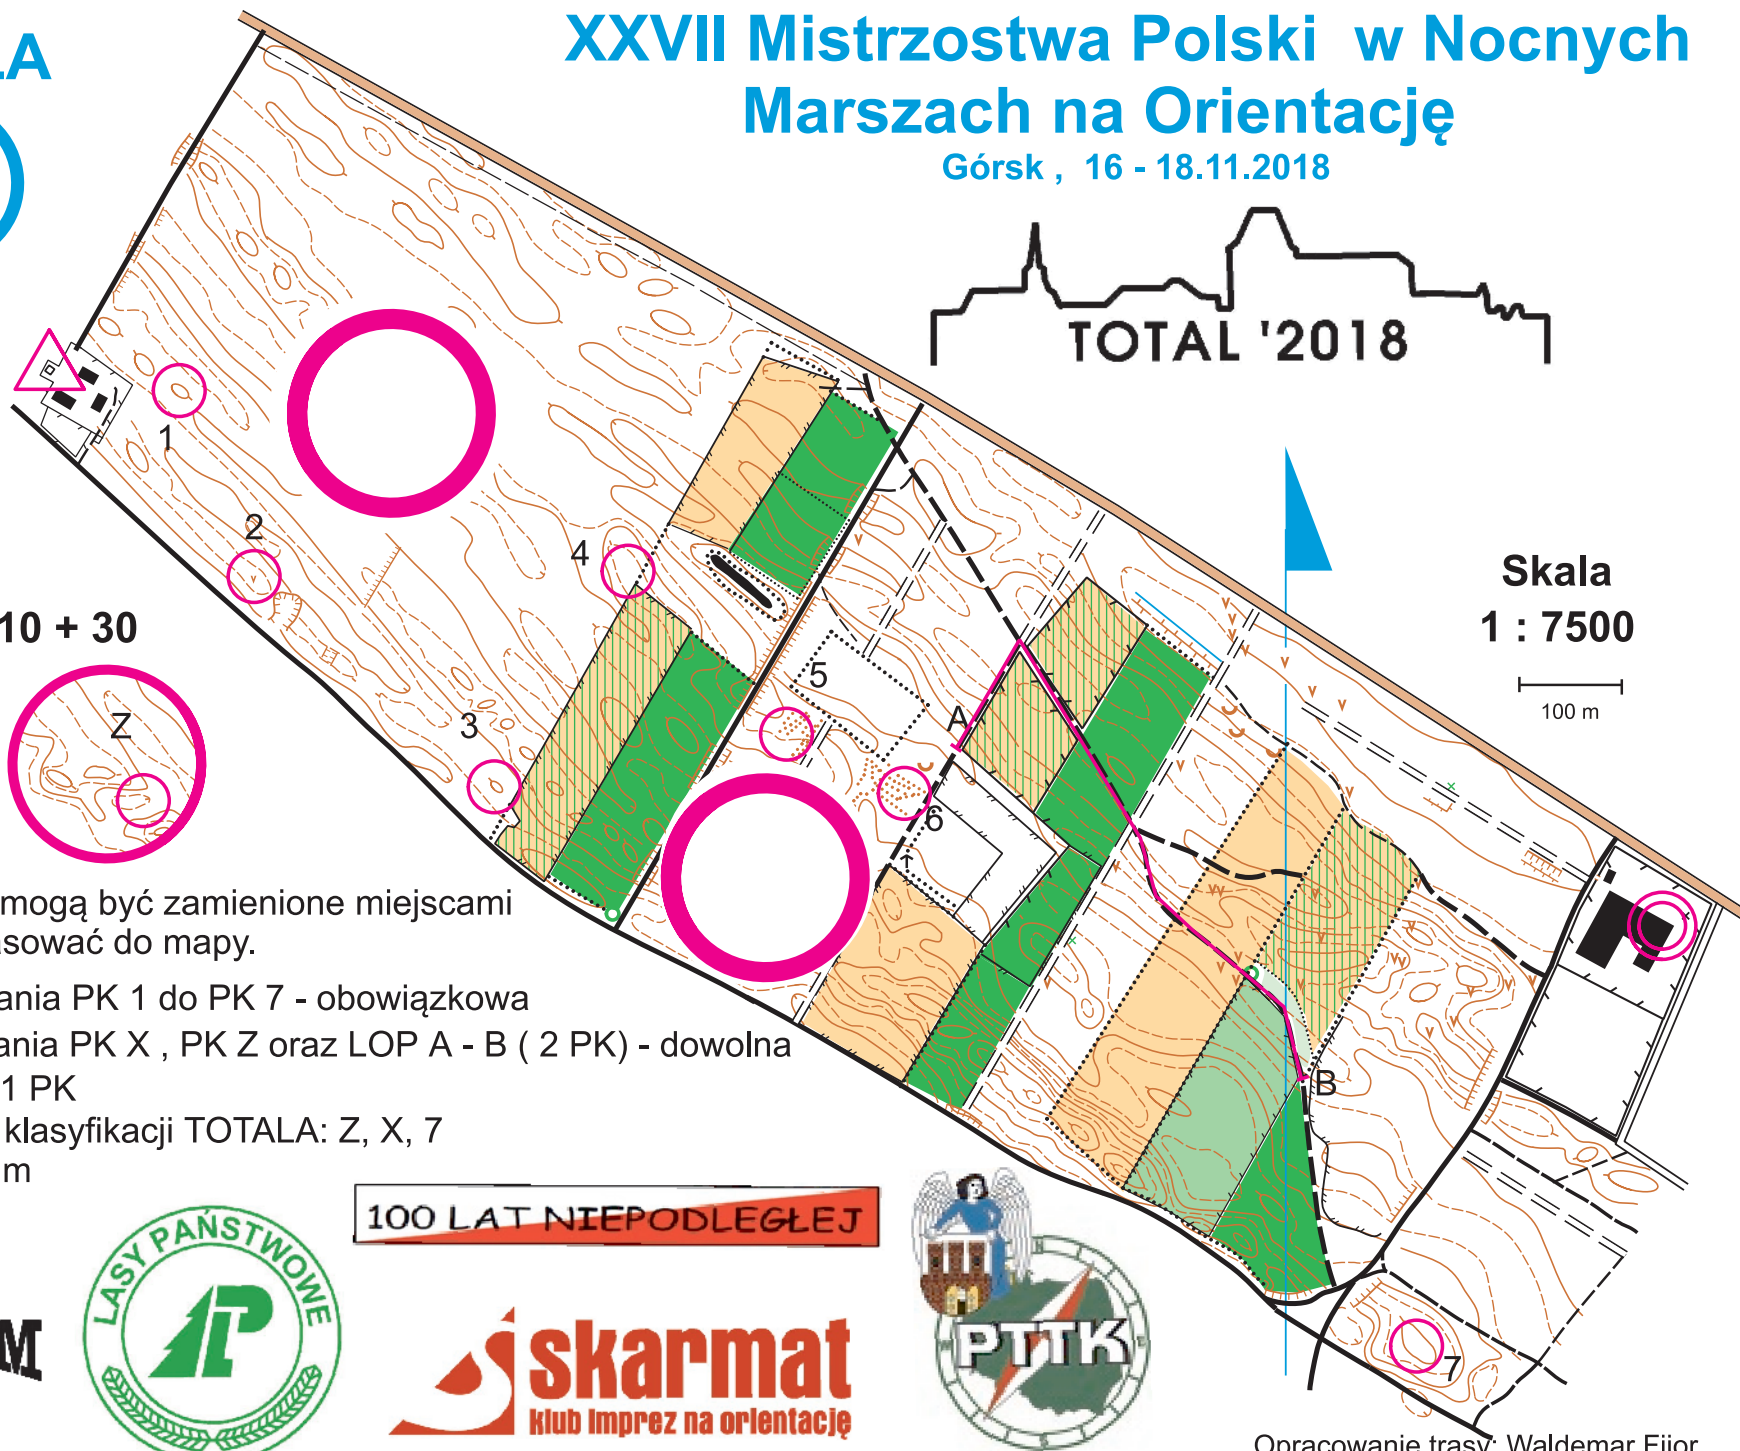 LA
XXVII Mistrzostwa Polski w Nocnych
Marszach na Orientację
Górsk , 16 - 18.11.2018
TOTAL '2018
Skala
1 : 7500
100 m
1
2
3
4
5
6
7
A
B
10 + 30
Z
mogą być zamienione miejscami
asować do mapy.
ania PK 1 do PK 7 - obowiązkowa
ania PK X , PK Z oraz LOP A - B ( 2 PK) - dowolna
1 PK
klasyfikacji TOTALA: Z, X, 7
m
100 LAT NIEPODLEGŁEJ
LASY PAŃSTWOWE
LP
M
skarmat
klub imprez na orientację
PTTK
Opracowanie trasy: Waldemar Fijor